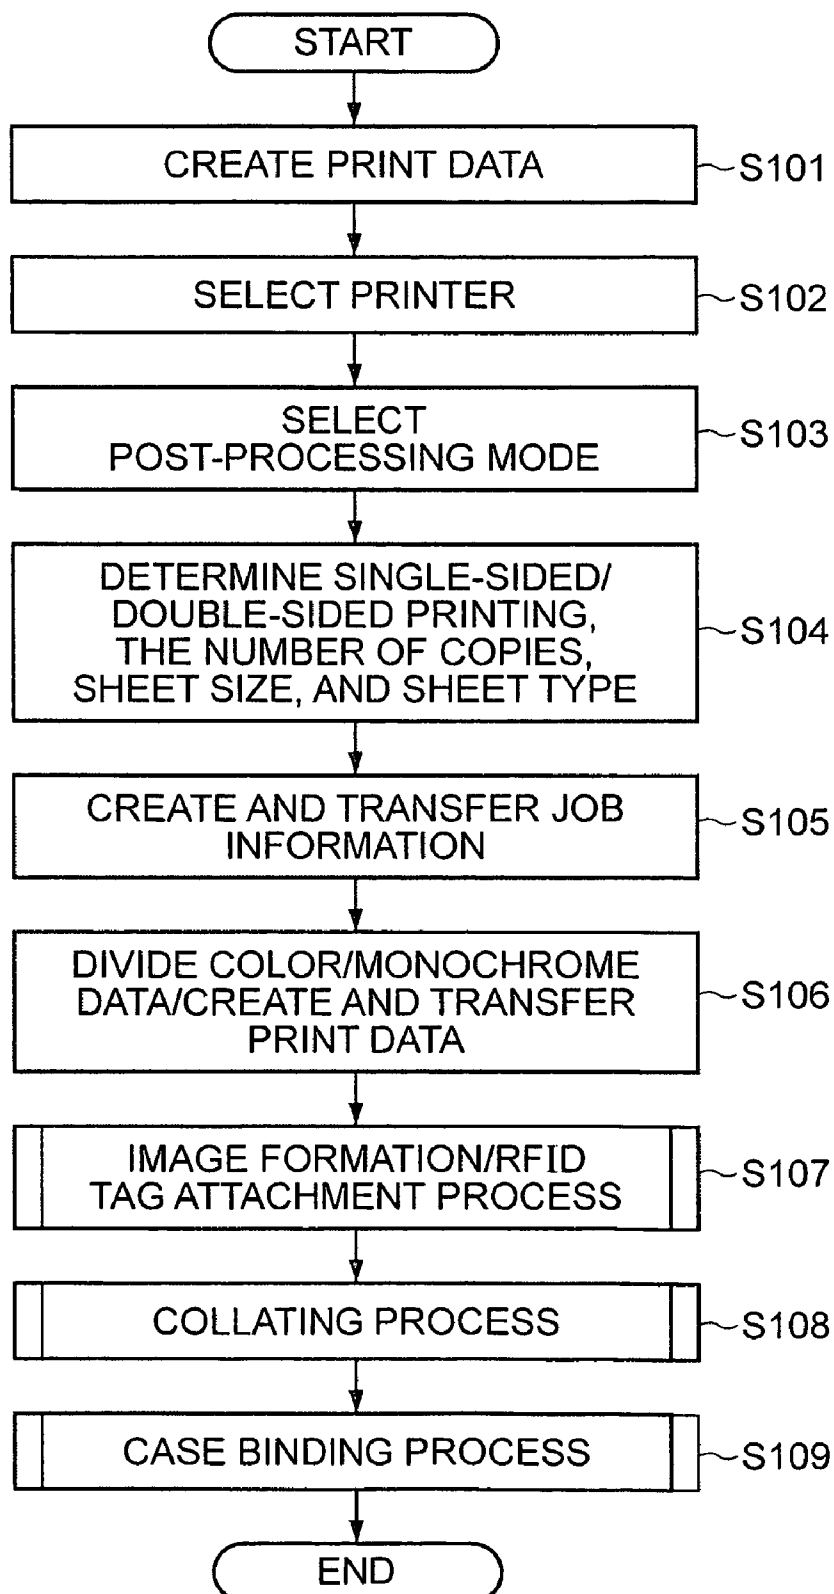 START
CREATE PRINT DATA
S101
SELECT PRINTER
S102
SELECT
POST-PROCESSING MODE
S103
DETERMINE SINGLE-SIDED/
DOUBLE-SIDED PRINTING,
THE NUMBER OF COPIES,
SHEET SIZE, AND SHEET TYPE
S104
CREATE AND TRANSFER JOB
INFORMATION
S105
DIVIDE COLOR/MONOCHROME
DATA/CREATE AND TRANSFER
PRINT DATA
S106
IMAGE FORMATION/RFID
TAG ATTACHMENT PROCESS
S107
COLLATING PROCESS
S108
CASE BINDING PROCESS
S109
END